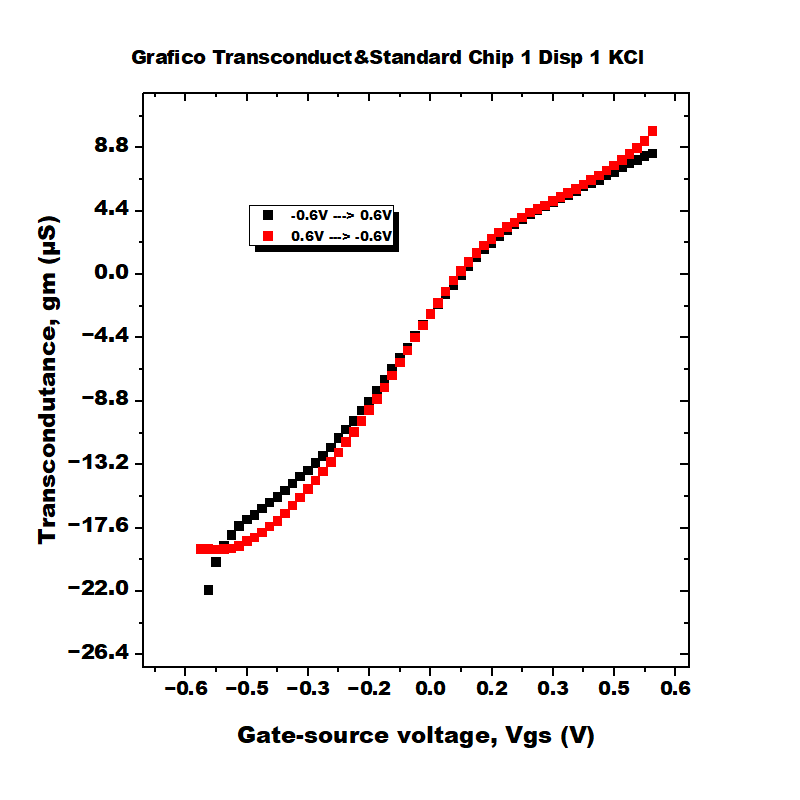 Grafico Transconduct&Standard Chip 1 Disp 1 KCl
8.8
4.4
0.0
−4.4
−8.8
−13.2
−17.6
−22.0
−26.4
-0.6V ---> 0.6V
0.6V ---> -0.6V
Transcondutance, gm (μS)
−0.6 −0.5 −0.3 −0.2 0.0 0.2 0.3 0.5 0.6
Gate-source voltage, Vgs (V)